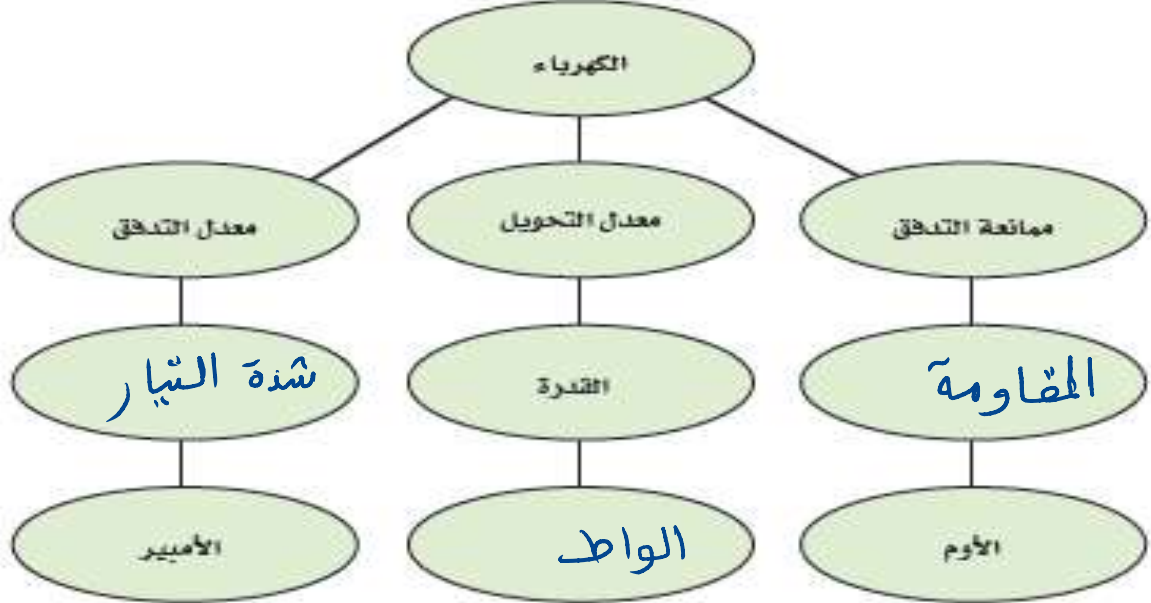 الكهرباء
ممانعة التدفق
معدل التحويل
معدل التدفق
المقاومة
القدرة
شدة التيار
الأوم
الواط
الأمبير